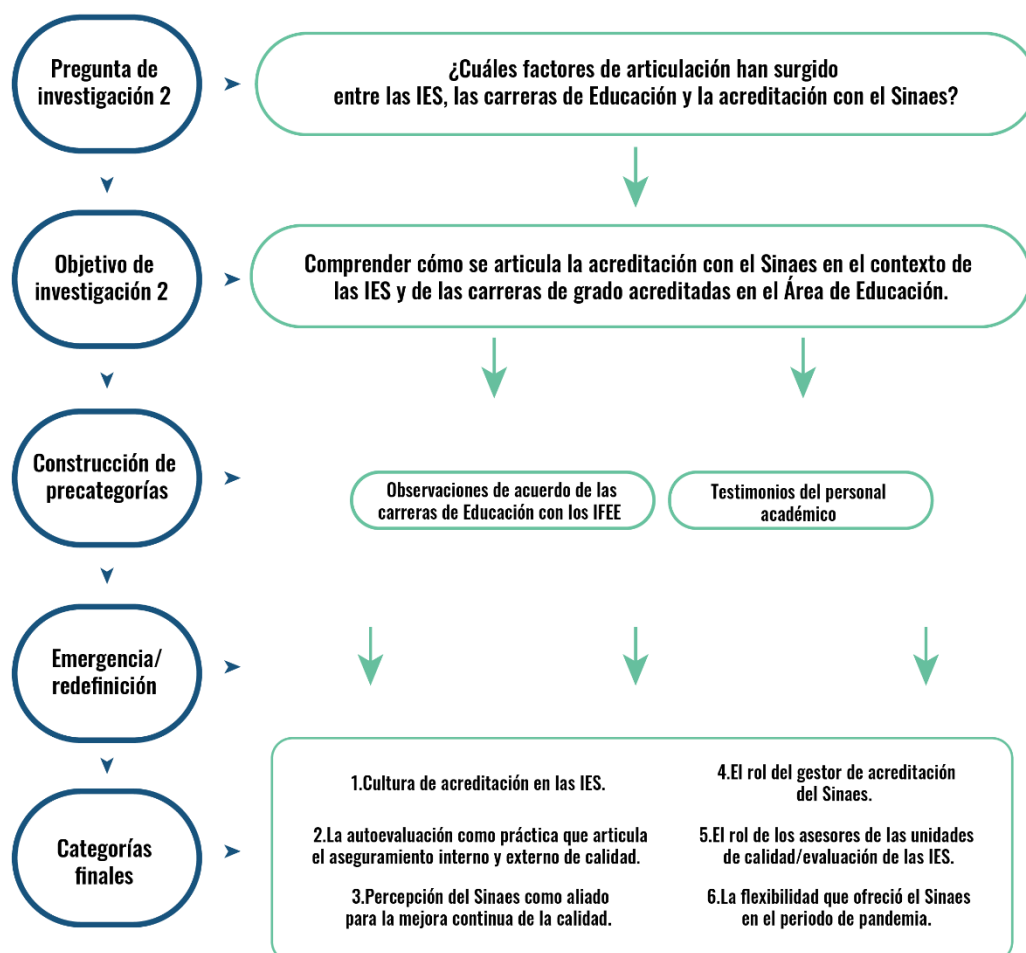 Pregunta de
investigación 2
¿Cuáles factores de articulación han surgido
entre las IES, las carreras de Educación y la acreditación con el Sinaes?
Objetivo de
investigación 2
Comprender cómo se articula la acreditación con el Sinaes en el contexto de
las IES y de las carreras de grado acreditadas en el Área de Educación.
Construcción de
precategorías
Observaciones de acuerdo de las
carreras de Educación con los IFEE
Testimonios del personal
académico
Emergencia/
redefinición
Categorías
finales
1.Cultura de acreditación en las IES.
2.La autoevaluación como práctica que articula
el aseguramiento interno y externo de calidad.
3.Percepción del Sinaes como aliado
para la mejora continua de la calidad.
4.El rol del gestor de acreditación
del Sinaes.
5.El rol de los asesores de las unidades
de calidad/evaluación de las IES.
6.La flexibilidad que ofreció el Sinaes
en el periodo de pandemia.